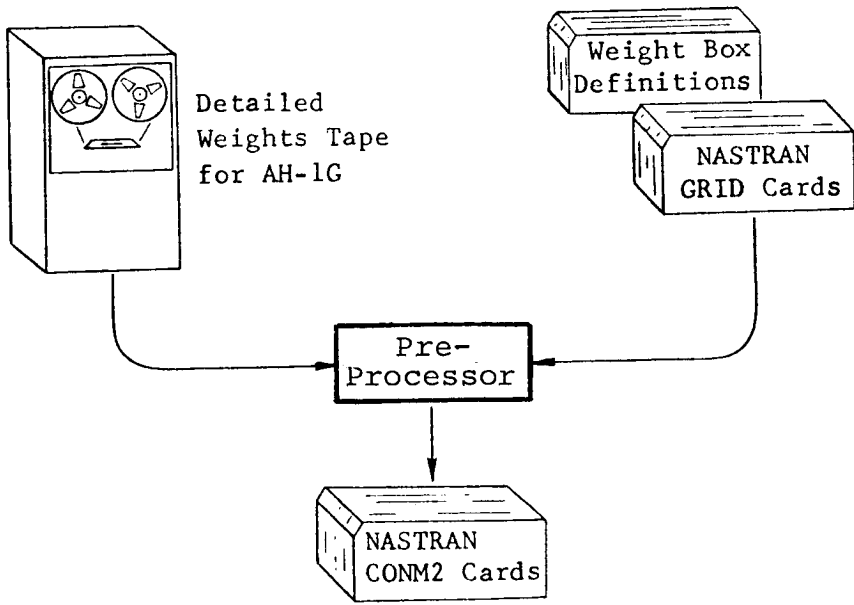 Detailed
Weights Tape
for AH-1G
Weight Box
Definitions
NASTRAN
GRID Cards
Pre-
Processor
NASTRAN
CONM2 Cards